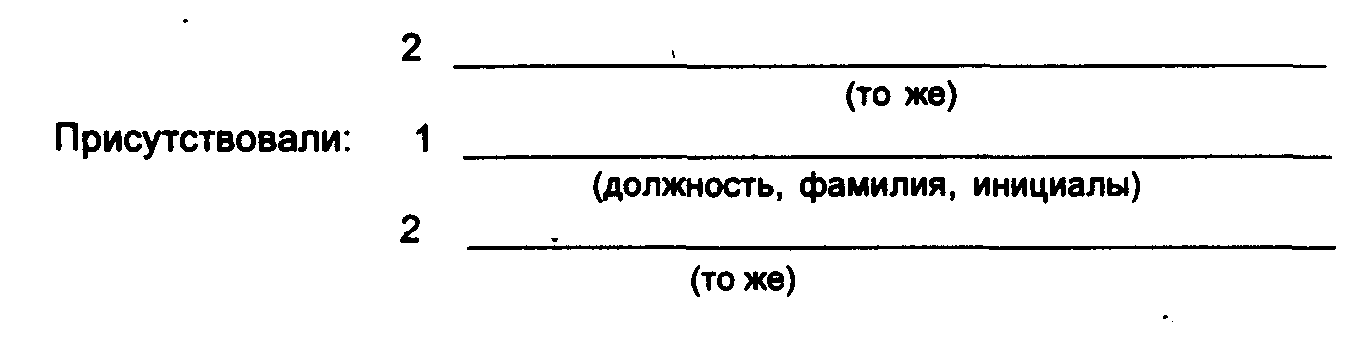 2
(то же)
Присутствовали: 1
(должность, фамилия, инициалы)
2
(то же)